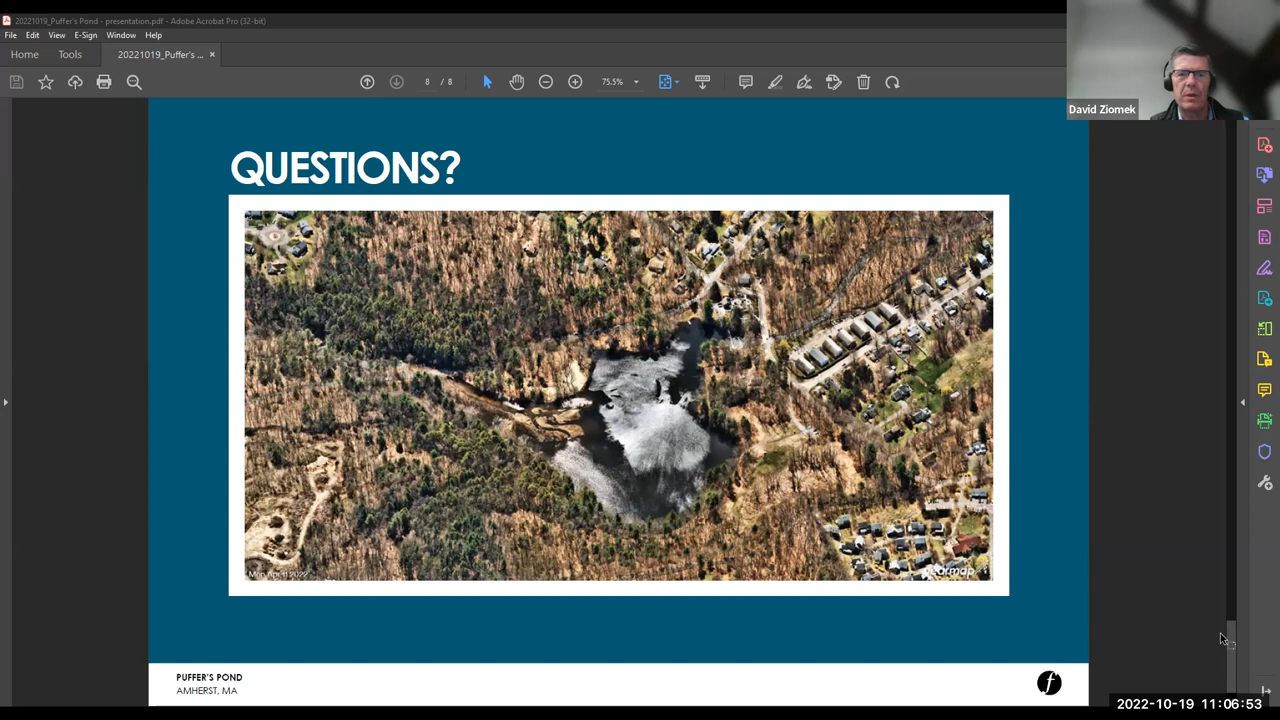 20221019_Puffer's Pond - presentation.pdf - Adobe Acrobat Pro (32-bit)
File Edit View E-Sign Window Help
Home Tools 20221019_Puffer's ... ×
8 / 8 75.5%
David Ziomek
QUESTIONS?
nearmap
PUFFER'S POND
AMHERST, MA
f
2022-10-19 11:06:53